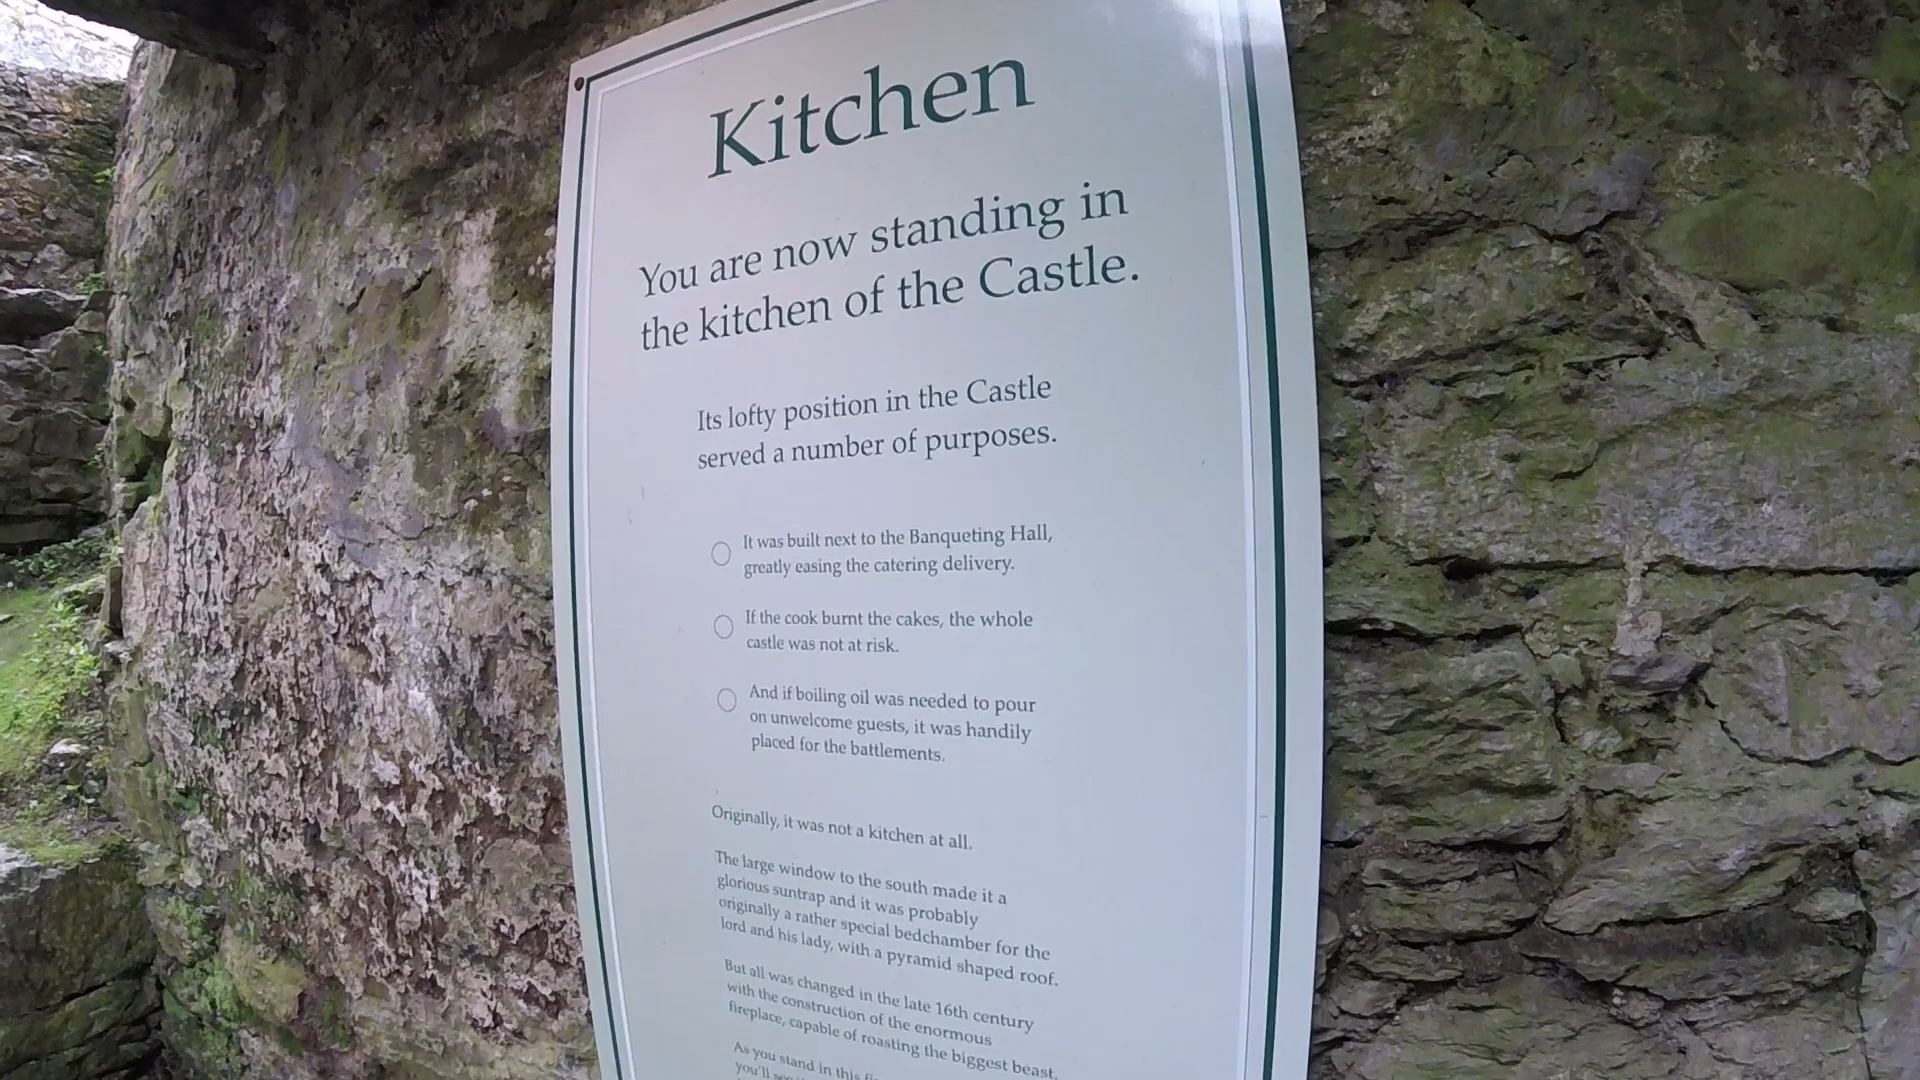 Kitchen
You are now standing in
the kitchen of the Castle.
Its lofty position in the Castle
served a number of purposes.
It was built next to the Banqueting Hall,
greatly easing the catering delivery.
If the cook burnt the cakes, the whole
castle was not at risk.
And if boiling oil was needed to pour
on unwelcome guests, it was handily
placed for the battlements.
Originally, it was not a kitchen at all.
The large window to the south made it a
glorious suntrap and it was probably
originally a rather special bedchamber for the
lord and his lady, with a pyramid shaped roof.
But all was changed in the late 16th century
with the construction of the enormous
fireplace, capable of roasting the biggest beast.
As you stand in this
you'll see